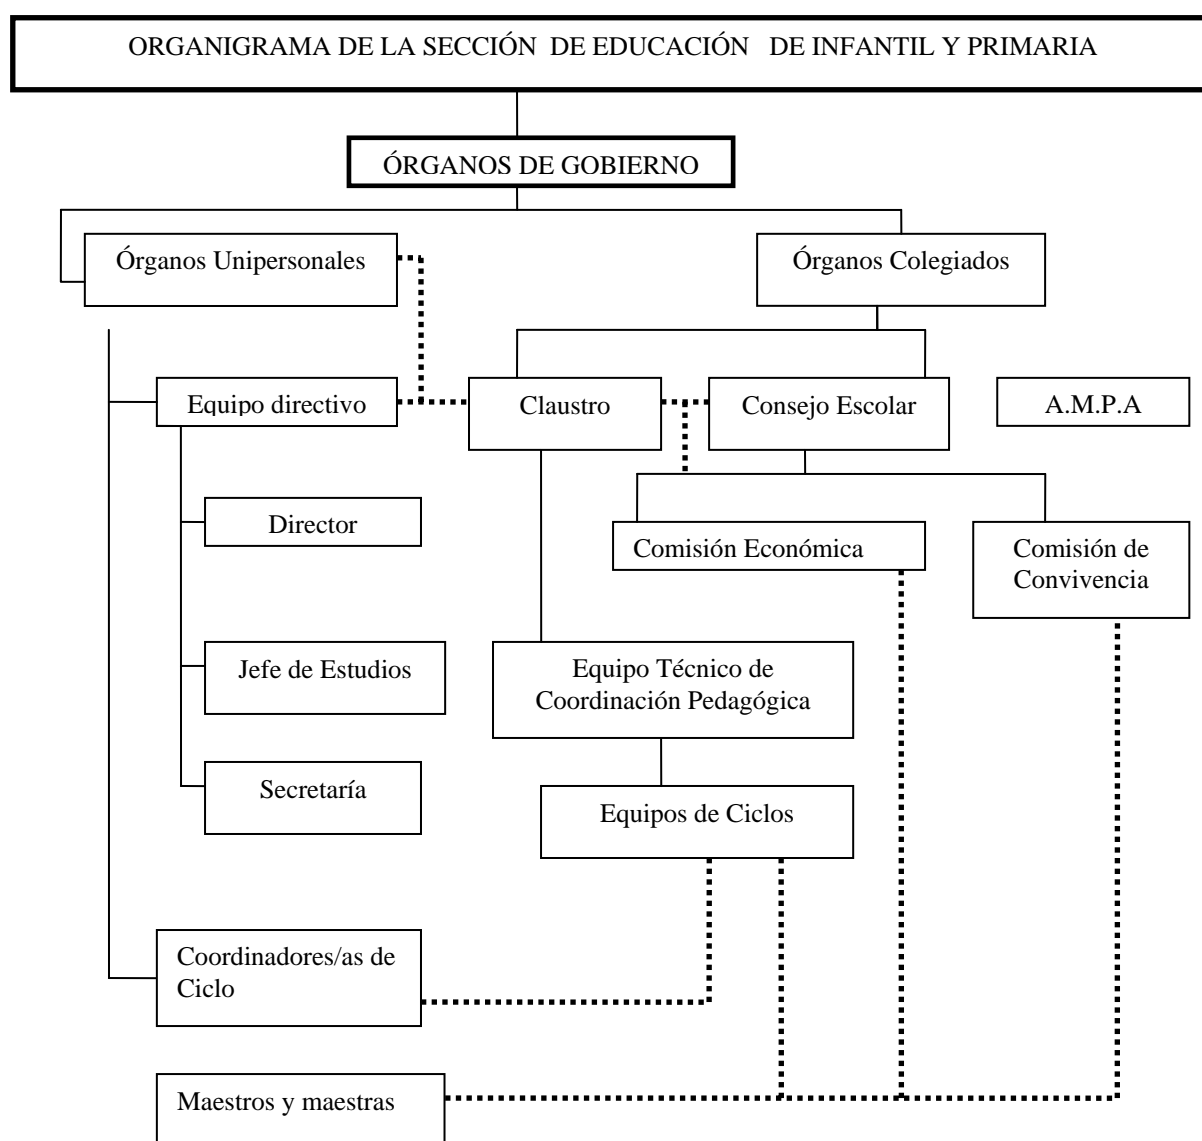 ORGANIGRAMA DE LA SECCIÓN DE EDUCACIÓN DE INFANTIL Y PRIMARIA
ÓRGANOS DE GOBIERNO
Órganos Unipersonales
Órganos Colegiados
Equipo directivo
Claustro
Consejo Escolar
A.M.P.A
Director
Comisión Económica
Comisión de
Convivencia
Jefe de Estudios
Equipo Técnico de
Coordinación Pedagógica
Secretaría
Equipos de Ciclos
Coordinadores/as de
Ciclo
Maestros y maestras